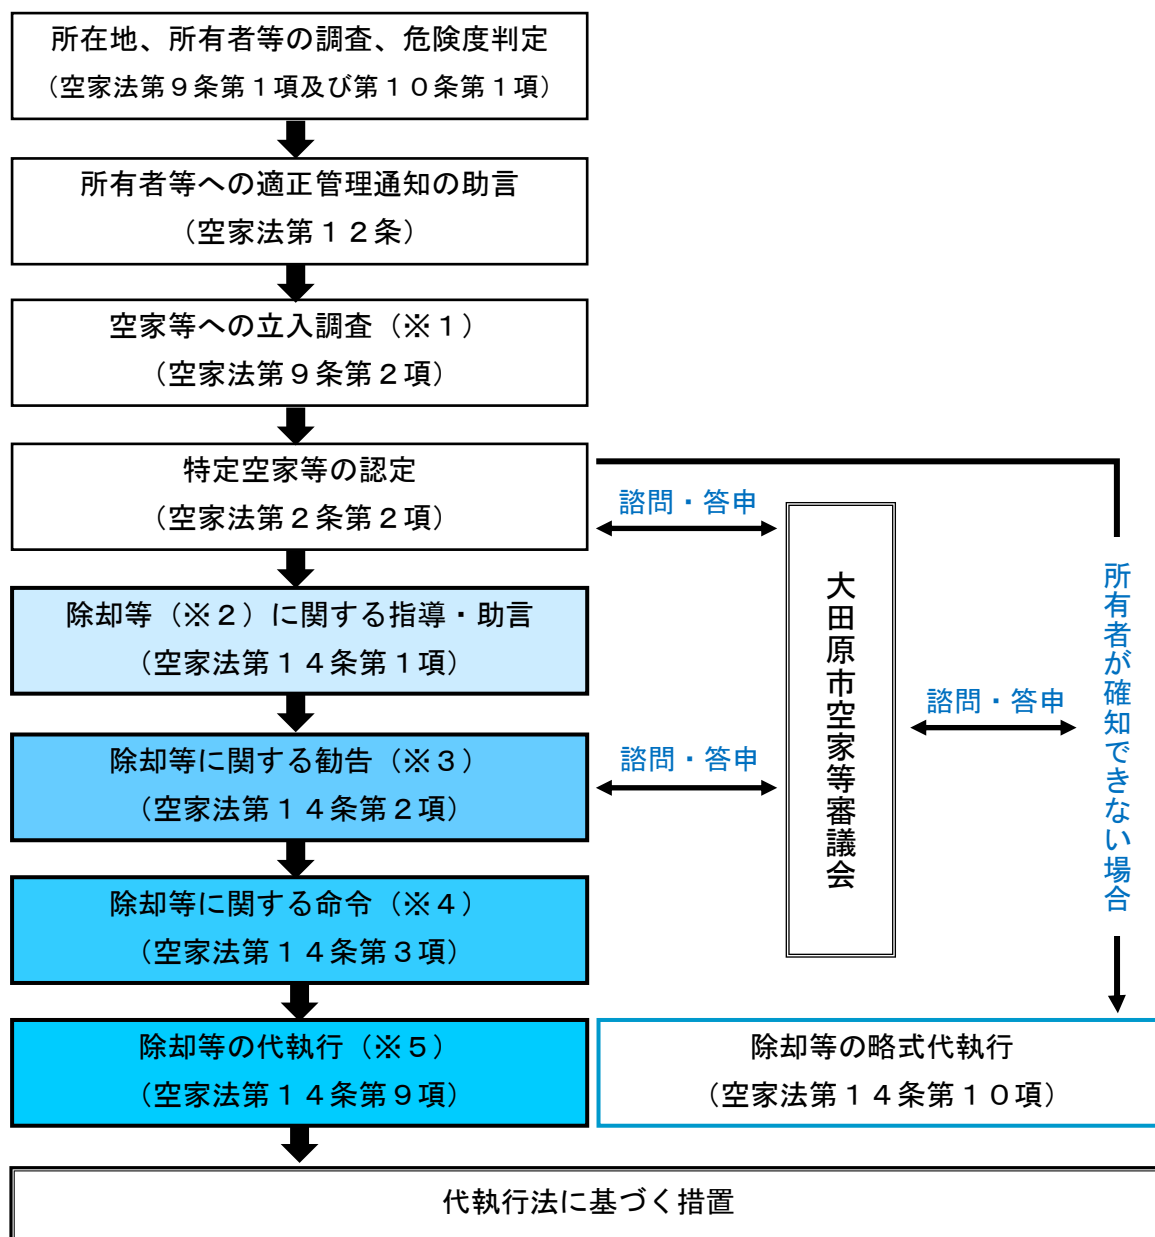 所在地、所有者等の調査、危険度判定
（空家法第９条第１項及び第１０条第１項）
所有者等への適正管理通知の助言
（空家法第１２条）
空家等への立入調査（※１）
（空家法第９条第２項）
特定空家等の認定
（空家法第２条第２項）
諮問・答申
除却等（※２）に関する指導・助言
（空家法第１４条第１項）
除却等に関する勧告（※３）
（空家法第１４条第２項）
諮問・答申
大田原市空家等審議会
諮問・答申
所有者が確知できない場合
除却等に関する命令（※４）
（空家法第１４条第３項）
除却等の代執行（※５）
（空家法第１４条第９項）
除却等の略式代執行
（空家法第１４条第１０項）
代執行法に基づく措置